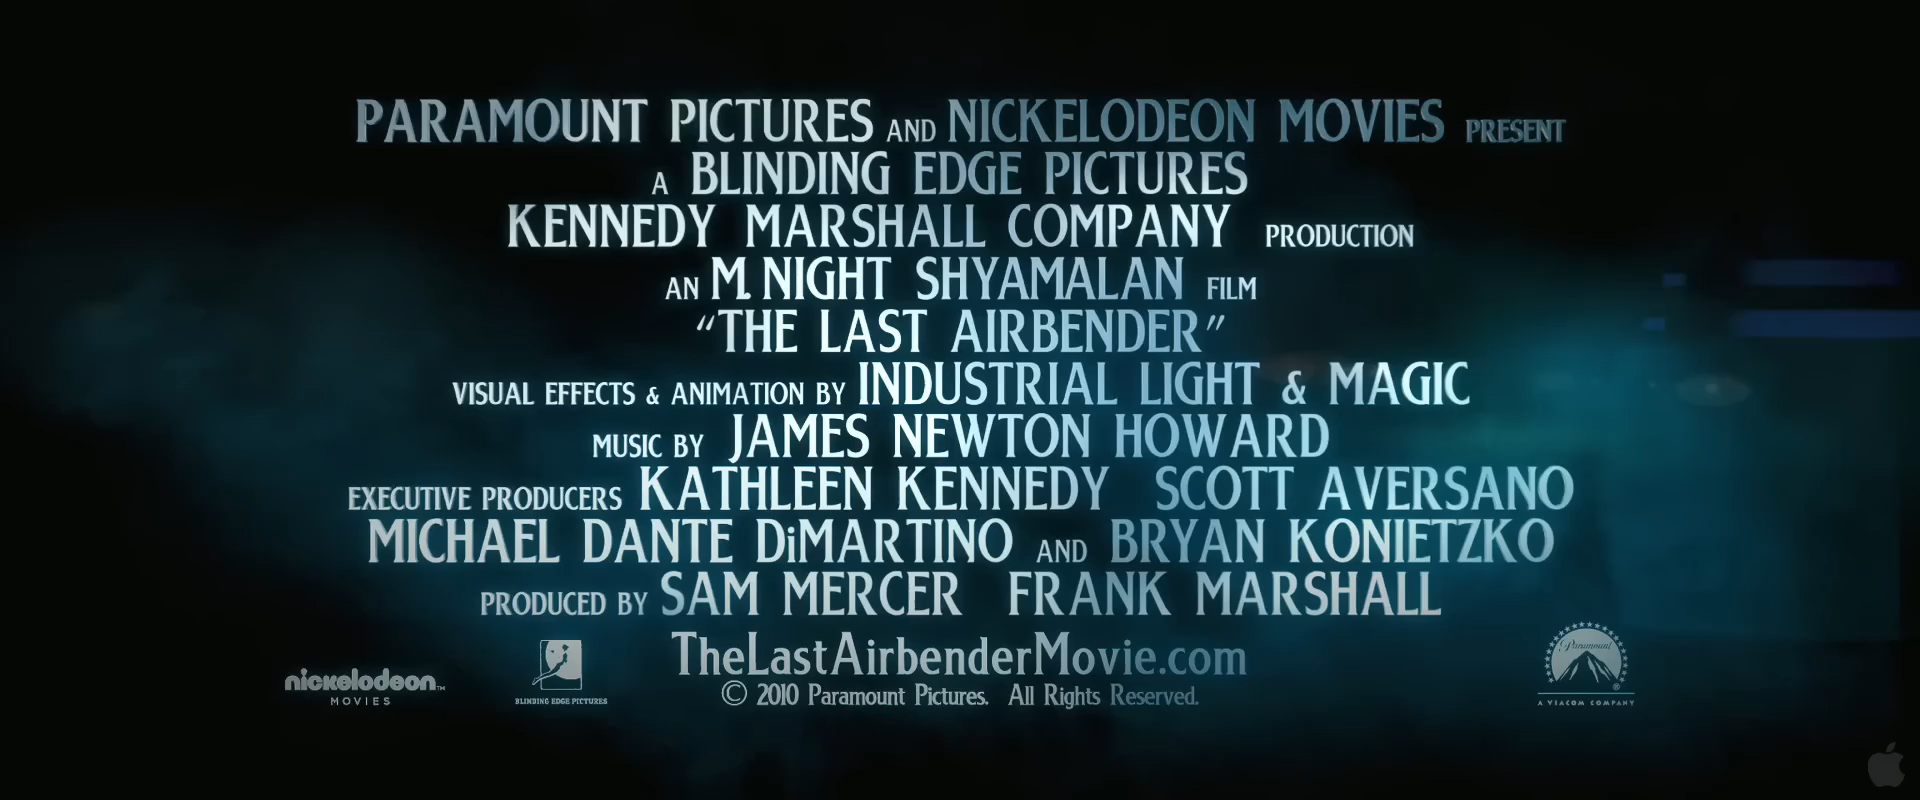 PARAMOUNT PICTURES AND NICKELODEON MOVIES PRESENT
A BLINDING EDGE PICTURES
KENNEDY MARSHALL COMPANY PRODUCTION
AN M. NIGHT SHYAMALAN FILM
“THE LAST AIRBENDER”
VISUAL EFFECTS & ANIMATION BY INDUSTRIAL LIGHT & MAGIC
MUSIC BY JAMES NEWTON HOWARD
EXECUTIVE PRODUCERS KATHLEEN KENNEDY SCOTT AVERSANO
MICHAEL DANTE DiMARTINO AND BRYAN KONIETZKO
PRODUCED BY SAM MERCER FRANK MARSHALL
TheLastAirbenderMovie.com
© 2010 Paramount Pictures. All Rights Reserved.
nickelodeon™
MOVIES
BLINDING EDGE PICTURES
Paramount
®
A VIACOM COMPANY